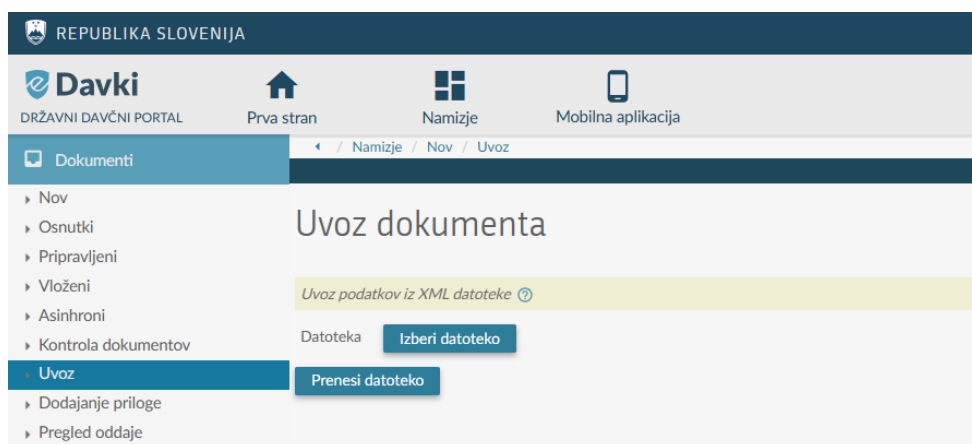 REPUBLIKA SLOVENIJA
eDavki
DRŽAVNI DAVČNI PORTAL
Prva stran
Namizje
Mobilna aplikacija
/ Namizje / Nov / Uvoz
Dokumenti
Nov
Osnutki
Pripravljeni
Vloženi
Asinhroni
Kontrola dokumentov
Uvoz
Dodajanje priloge
Pregled oddaje
Uvoz dokumenta
Uvoz podatkov iz XML datoteke ?
Datoteka Izberi datoteko
Prenesi datoteko